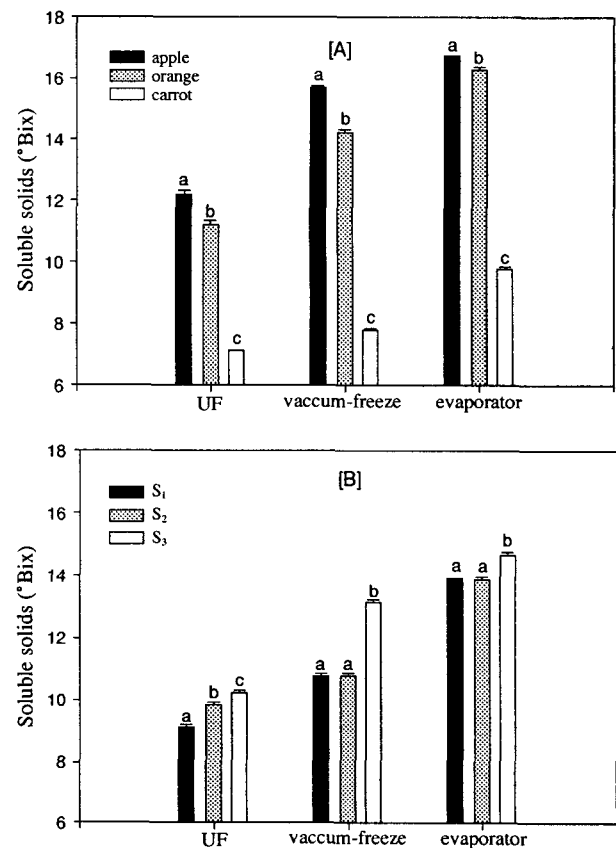 [A]
apple
orange
carrot
Soluble solids (°Bix)
18
16
14
12
10
8
6
a
b
c
a
b
c
a
b
c
UF
vaccum-freeze
evaporator
[B]
S₁
S₂
S₃
Soluble solids (°Bix)
18
16
14
12
10
8
6
a
b
c
a
a
b
a
a
b
UF
vaccum-freeze
evaporator